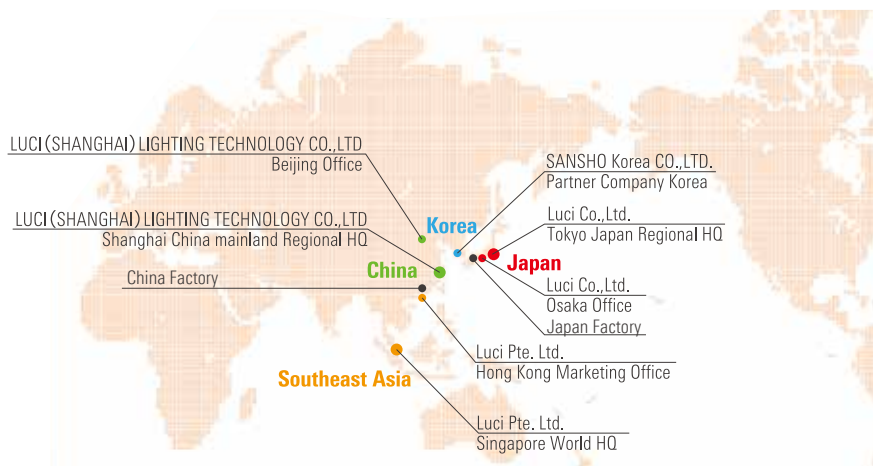 LUCI (SHANGHAI) LIGHTING TECHNOLOGY CO.,LTD
Beijing Office
SANSHO Korea CO.,LTD.
Partner Company Korea
LUCI (SHANGHAI) LIGHTING TECHNOLOGY CO.,LTD
Shanghai China mainland Regional HQ
Korea
Luci Co.,Ltd.
Tokyo Japan Regional HQ
China
Japan
China Factory
Luci Co.,Ltd.
Osaka Office
Japan Factory
Luci Pte. Ltd.
Hong Kong Marketing Office
Southeast Asia
Luci Pte. Ltd.
Singapore World HQ